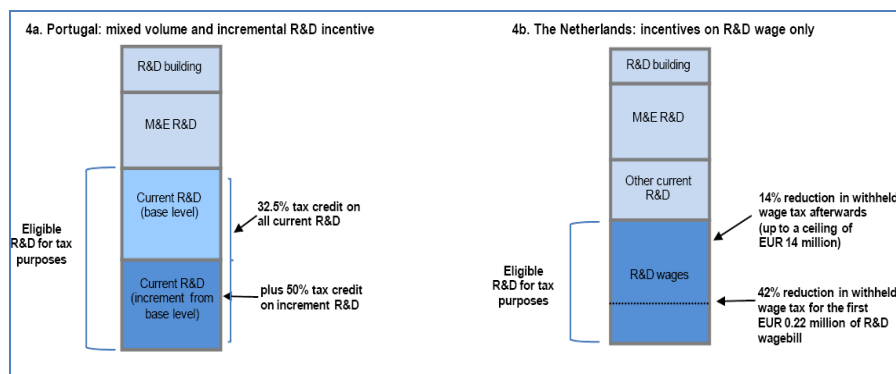 4a. Portugal: mixed volume and incremental R&D incentive
R&D building
M&E R&D
Current R&D
(base level)
Eligible
R&D for tax
purposes
32.5% tax credit on
all current R&D
Current R&D
(increment from
base level)
plus 50% tax credit
on increment R&D
4b. The Netherlands: incentives on R&D wage only
R&D building
M&E R&D
Other current
R&D
14% reduction in withheld
wage tax afterwards
(up to a ceiling of
EUR 14 million)
Eligible
R&D for tax
purposes
R&D wages
42% reduction in withheld
wage tax for the first
EUR 0.22 million of R&D
wagebill